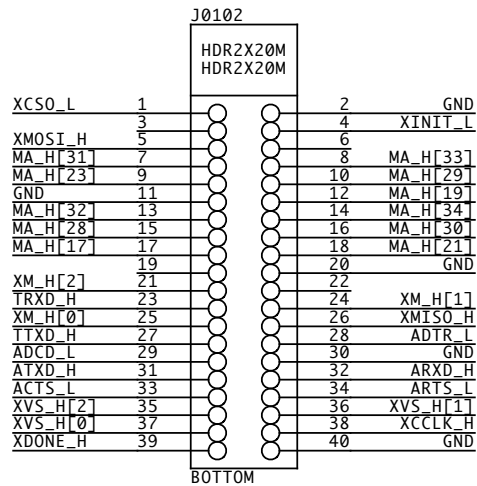 J0102
HDR2X20M
HDR2X20M
XCSO_L 1 2 GND
3 4 XINIT_L
XMOSI_H 5 6
MA_H[31] 7 8 MA_H[33]
MA_H[23] 9 10 MA_H[29]
GND 11 12 MA_H[19]
MA_H[32] 13 14 MA_H[34]
MA_H[28] 15 16 MA_H[30]
MA_H[17] 17 18 MA_H[21]
19 20 GND
XM_H[2] 21 22
TRXD_H 23 24 XM_H[1]
XM_H[0] 25 26 XMISO_H
TTXD_H 27 28 ADTR_L
ADCD_L 29 30 GND
ATXD_H 31 32 ARXD_H
ACTS_L 33 34 ARTS_L
XVS_H[2] 35 36 XVS_H[1]
XVS_H[0] 37 38 XCCLK_H
XDONE_H 39 40 GND
BOTTOM